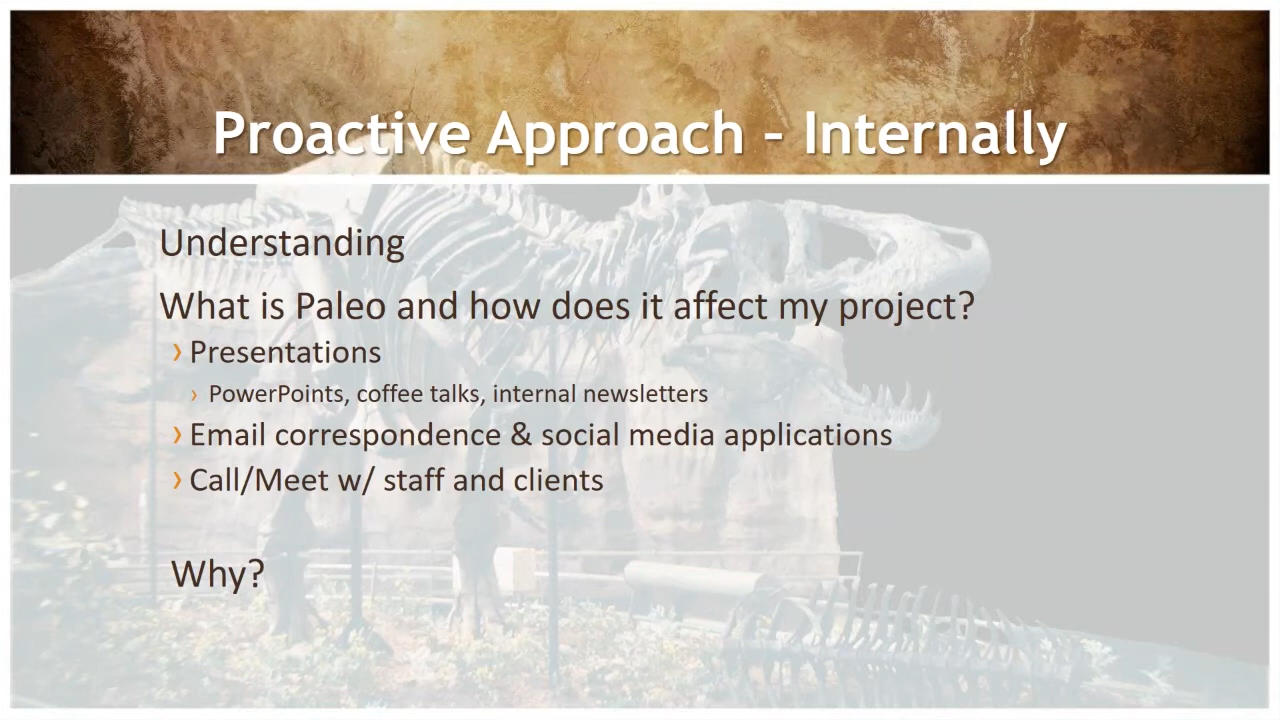 Proactive Approach – Internally
Understanding
What is Paleo and how does it affect my project?
› Presentations
› PowerPoints, coffee talks, internal newsletters
› Email correspondence & social media applications
› Call/Meet w/ staff and clients
Why?